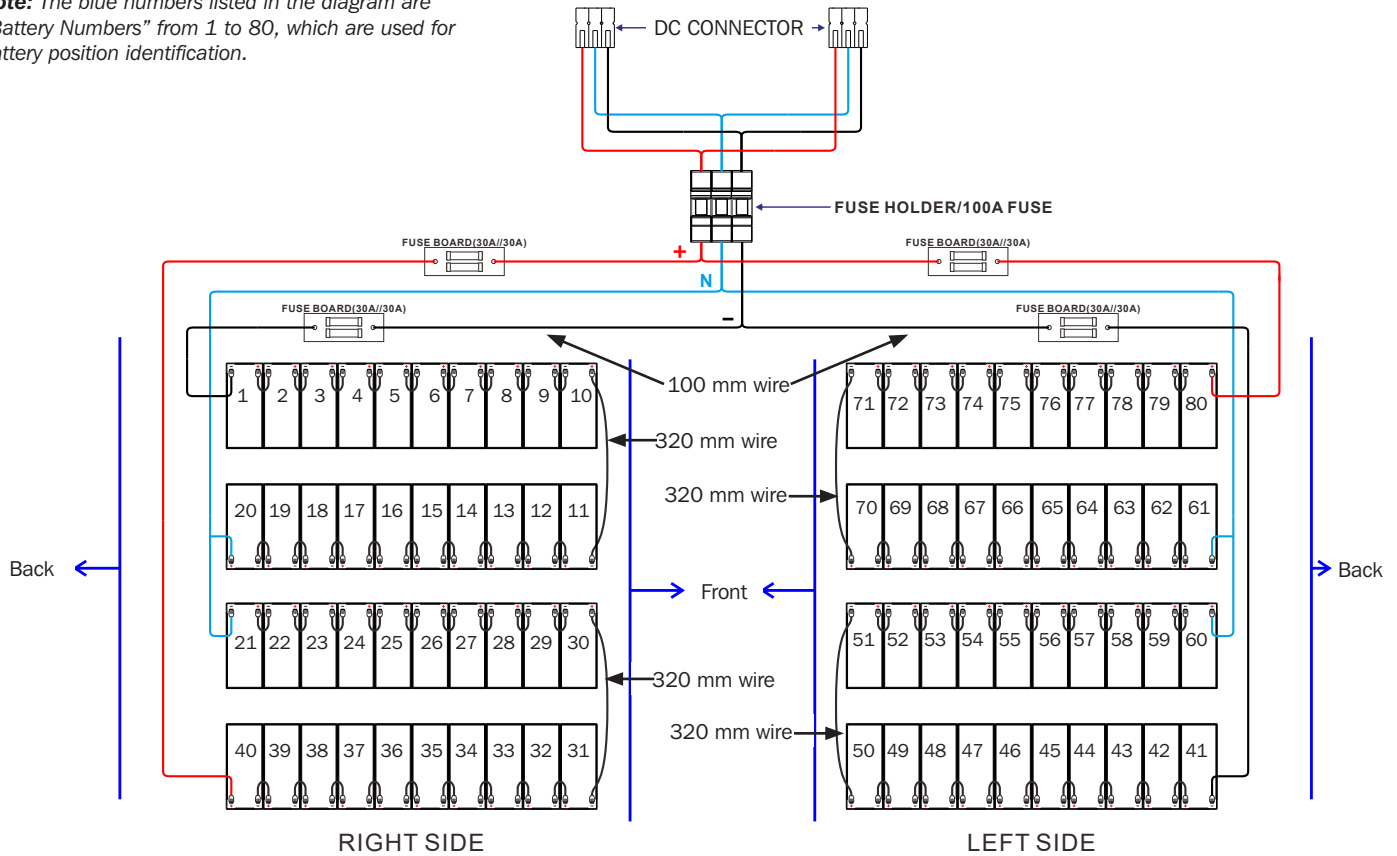 ote: The blue numbers listed in the diagram are
Battery Numbers” from 1 to 80, which are used for
attery position identification.
DC CONNECTOR
FUSE HOLDER/100A FUSE
FUSE BOARD(30A//30A)
FUSE BOARD(30A//30A)
+
N
FUSE BOARD(30A//30A)
FUSE BOARD(30A//30A)
-
100 mm wire
1 2 3 4 5 6 7 8 9 10
71 72 73 74 75 76 77 78 79 80
320 mm wire
320 mm wire
20 19 18 17 16 15 14 13 12 11
70 69 68 67 66 65 64 63 62 61
Back
Front
Back
21 22 23 24 25 26 27 28 29 30
51 52 53 54 55 56 57 58 59 60
320 mm wire
320 mm wire
40 39 38 37 36 35 34 33 32 31
50 49 48 47 46 45 44 43 42 41
RIGHT SIDE
LEFT SIDE